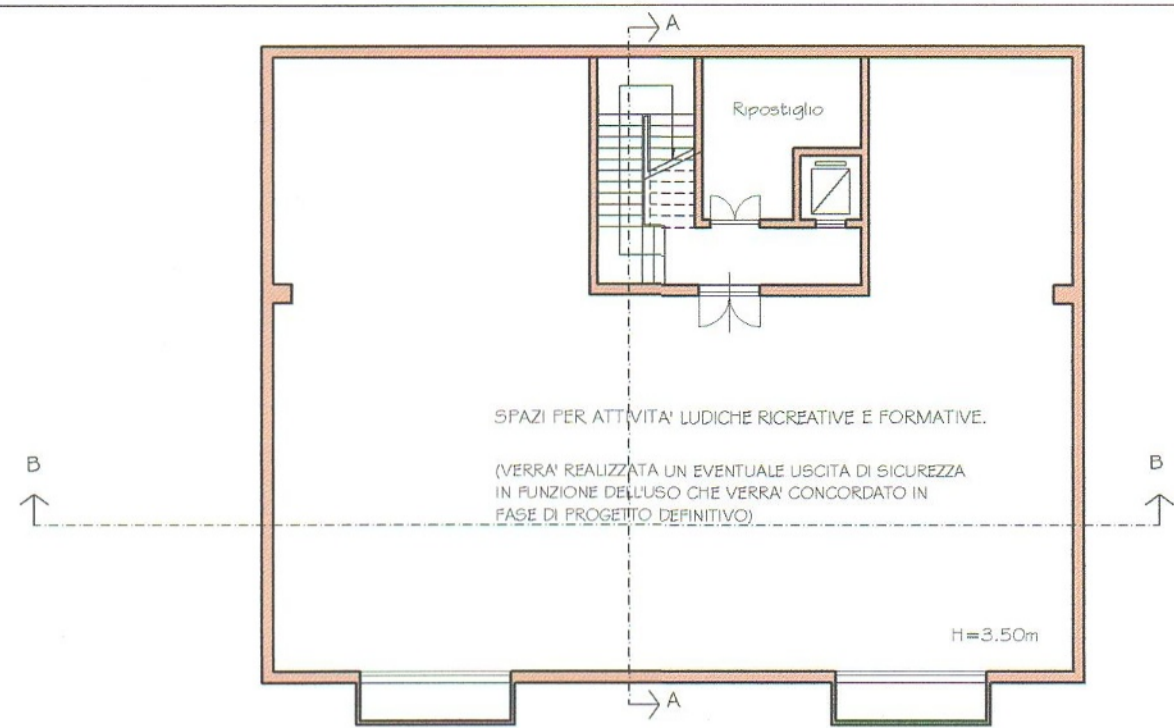 A
Ripostiglio
SPAZI PER ATTIVITA' LUDICHE RICREATIVE E FORMATIVE.
B
B
(VERRA' REALIZZATA UN EVENTUALE USCITA DI SICUREZZA
IN FUNZIONE DELL'USO CHE VERRA' CONCORDATO IN
FASE DI PROGETTO DEFINITIVO)
H=3.50m
A